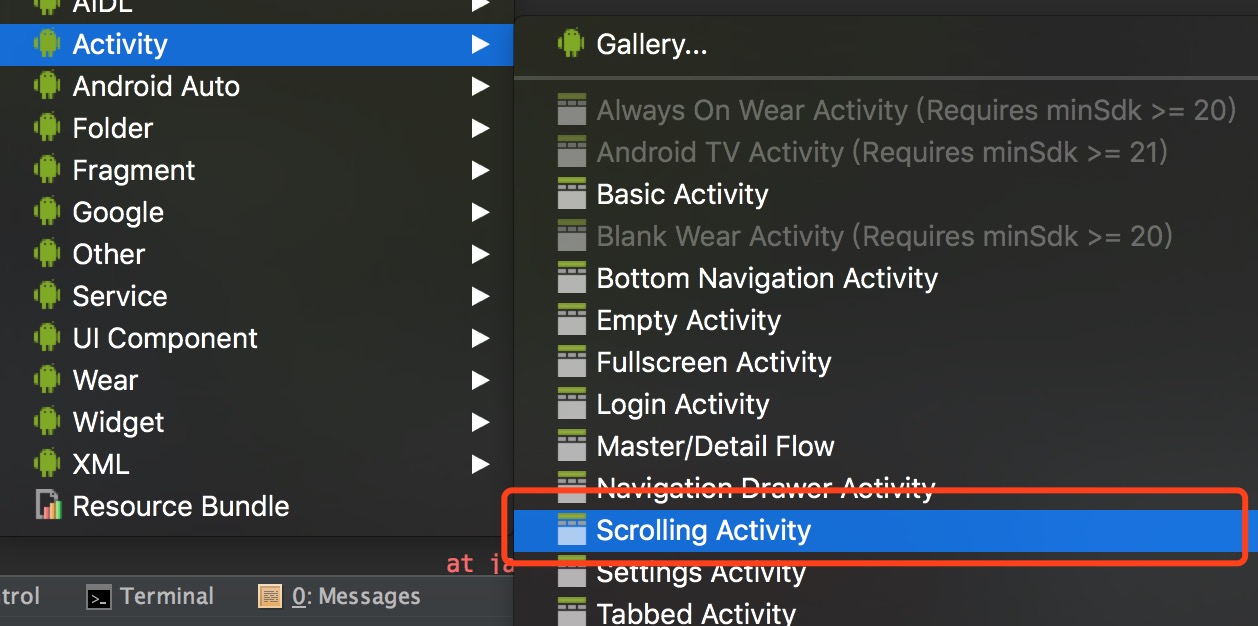 AIDL
Activity
Android Auto
Folder
Fragment
Google
Other
Service
UI Component
Wear
Widget
XML
Resource Bundle
Gallery...
Always On Wear Activity (Requires minSdk >= 20)
Android TV Activity (Requires minSdk >= 21)
Basic Activity
Blank Wear Activity (Requires minSdk >= 20)
Bottom Navigation Activity
Empty Activity
Fullscreen Activity
Login Activity
Master/Detail Flow
Navigation Drawer Activity
Scrolling Activity
Settings Activity
Tabbed Activity
at ja
trol Terminal 0: Messages